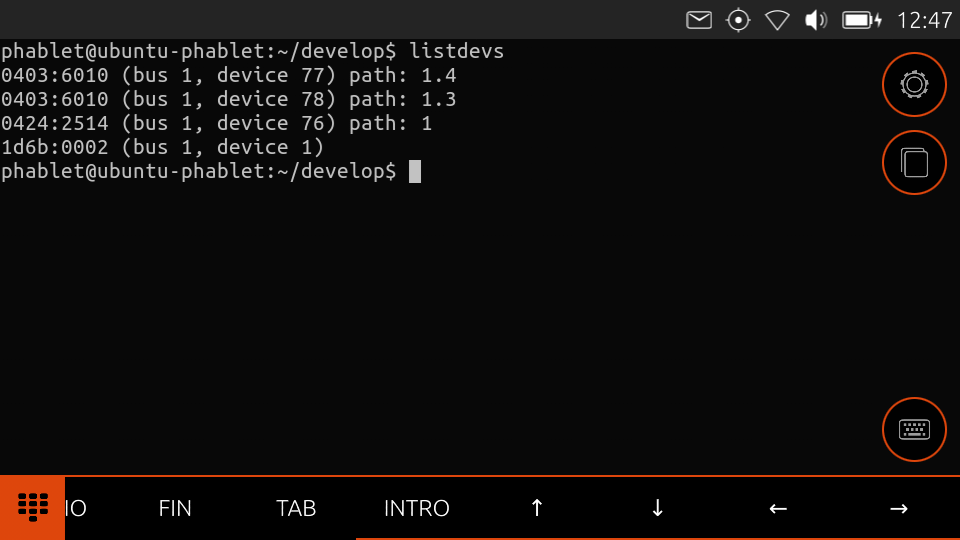 12:47
phablet@ubuntu-phablet:~/develop$ listdevs
0403:6010 (bus 1, device 77) path: 1.4
0403:6010 (bus 1, device 78) path: 1.3
0424:2514 (bus 1, device 76) path: 1
1d6b:0002 (bus 1, device 1)
phablet@ubuntu-phablet:~/develop$
IO FIN TAB INTRO ↑ ↓ ← →